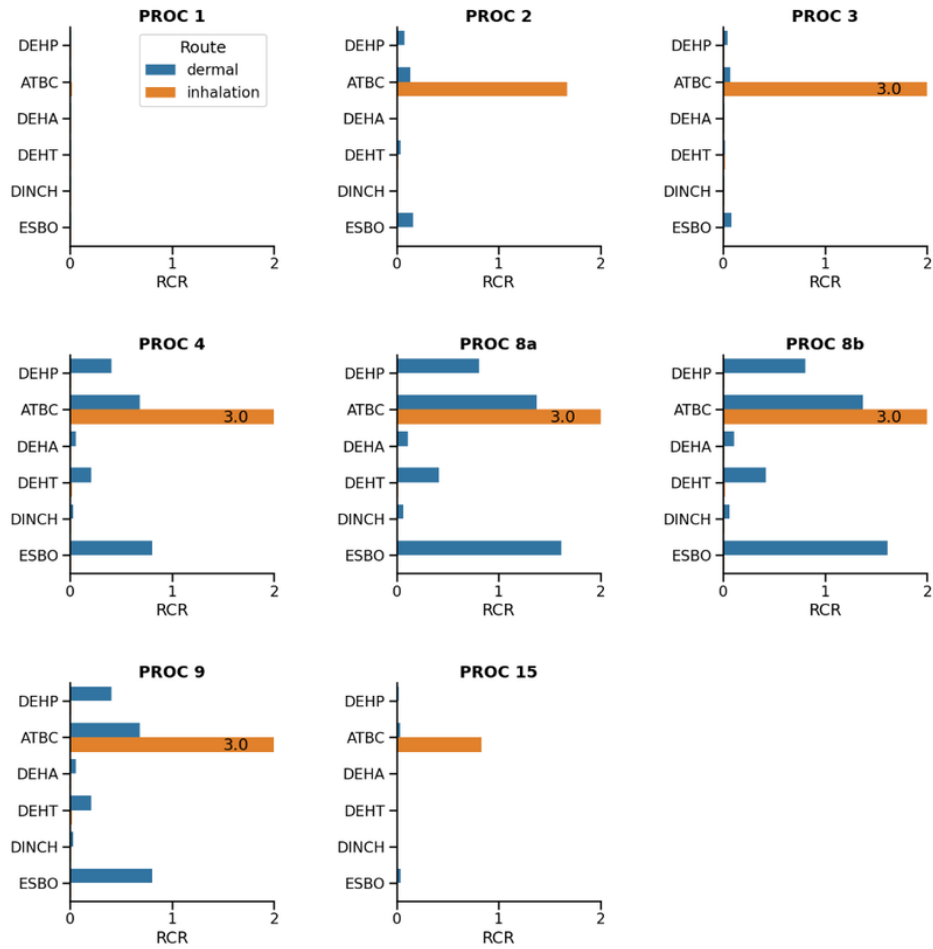 PROC 1
DEHP
ATBC
DEHA
DEHT
DINCH
ESBO
Route
dermal
inhalation
0 1 2
RCR
PROC 2
DEHP
ATBC
DEHA
DEHT
DINCH
ESBO
0 1 2
RCR
PROC 3
DEHP
ATBC
3.0
DEHA
DEHT
DINCH
ESBO
0 1 2
RCR
PROC 4
DEHP
ATBC
3.0
DEHA
DEHT
DINCH
ESBO
0 1 2
RCR
PROC 8a
DEHP
ATBC
3.0
DEHA
DEHT
DINCH
ESBO
0 1 2
RCR
PROC 8b
DEHP
ATBC
3.0
DEHA
DEHT
DINCH
ESBO
0 1 2
RCR
PROC 9
DEHP
ATBC
3.0
DEHA
DEHT
DINCH
ESBO
0 1 2
RCR
PROC 15
DEHP
ATBC
DEHA
DEHT
DINCH
ESBO
0 1 2
RCR